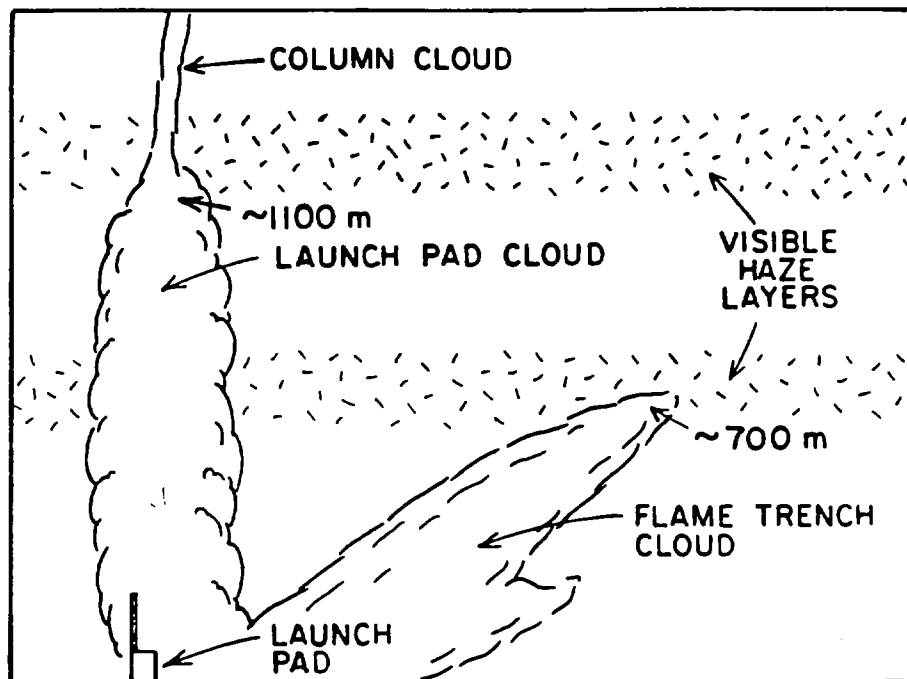 COLUMN CLOUD
~1100 m
LAUNCH PAD CLOUD
VISIBLE
HAZE
LAYERS
~700 m
FLAME TRENCH
CLOUD
LAUNCH
PAD